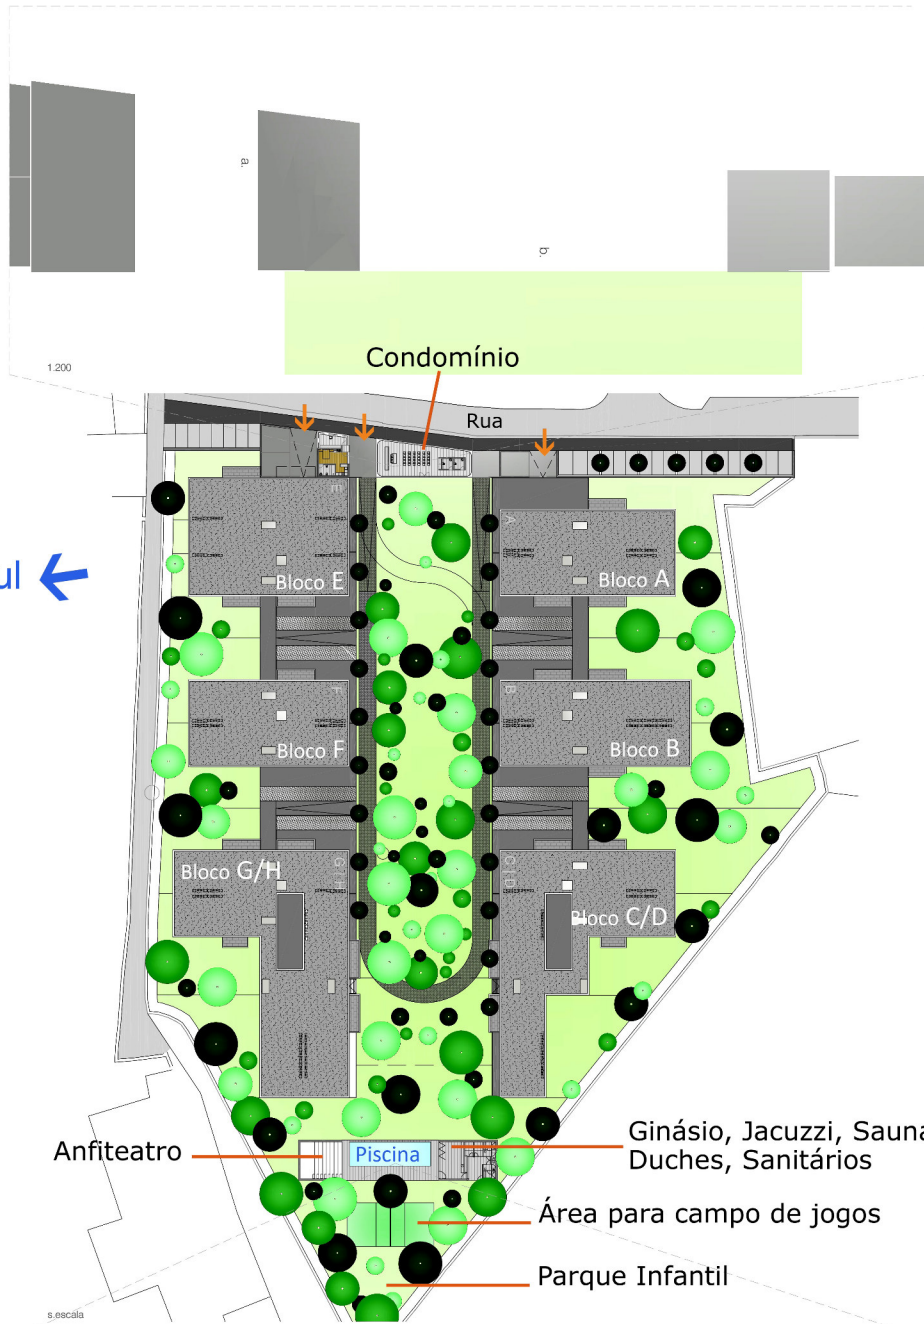 a.
b.
1.200
Condomínio
Rua
E
A
ul
Bloco E
Bloco A
F
B
Bloco F
Bloco B
Bloco G/H
Bloco C/D
Anfiteatro
Piscina
Ginásio, Jacuzzi, Sauna
Duches, Sanitários
Área para campo de jogos
Parque Infantil
s.escala